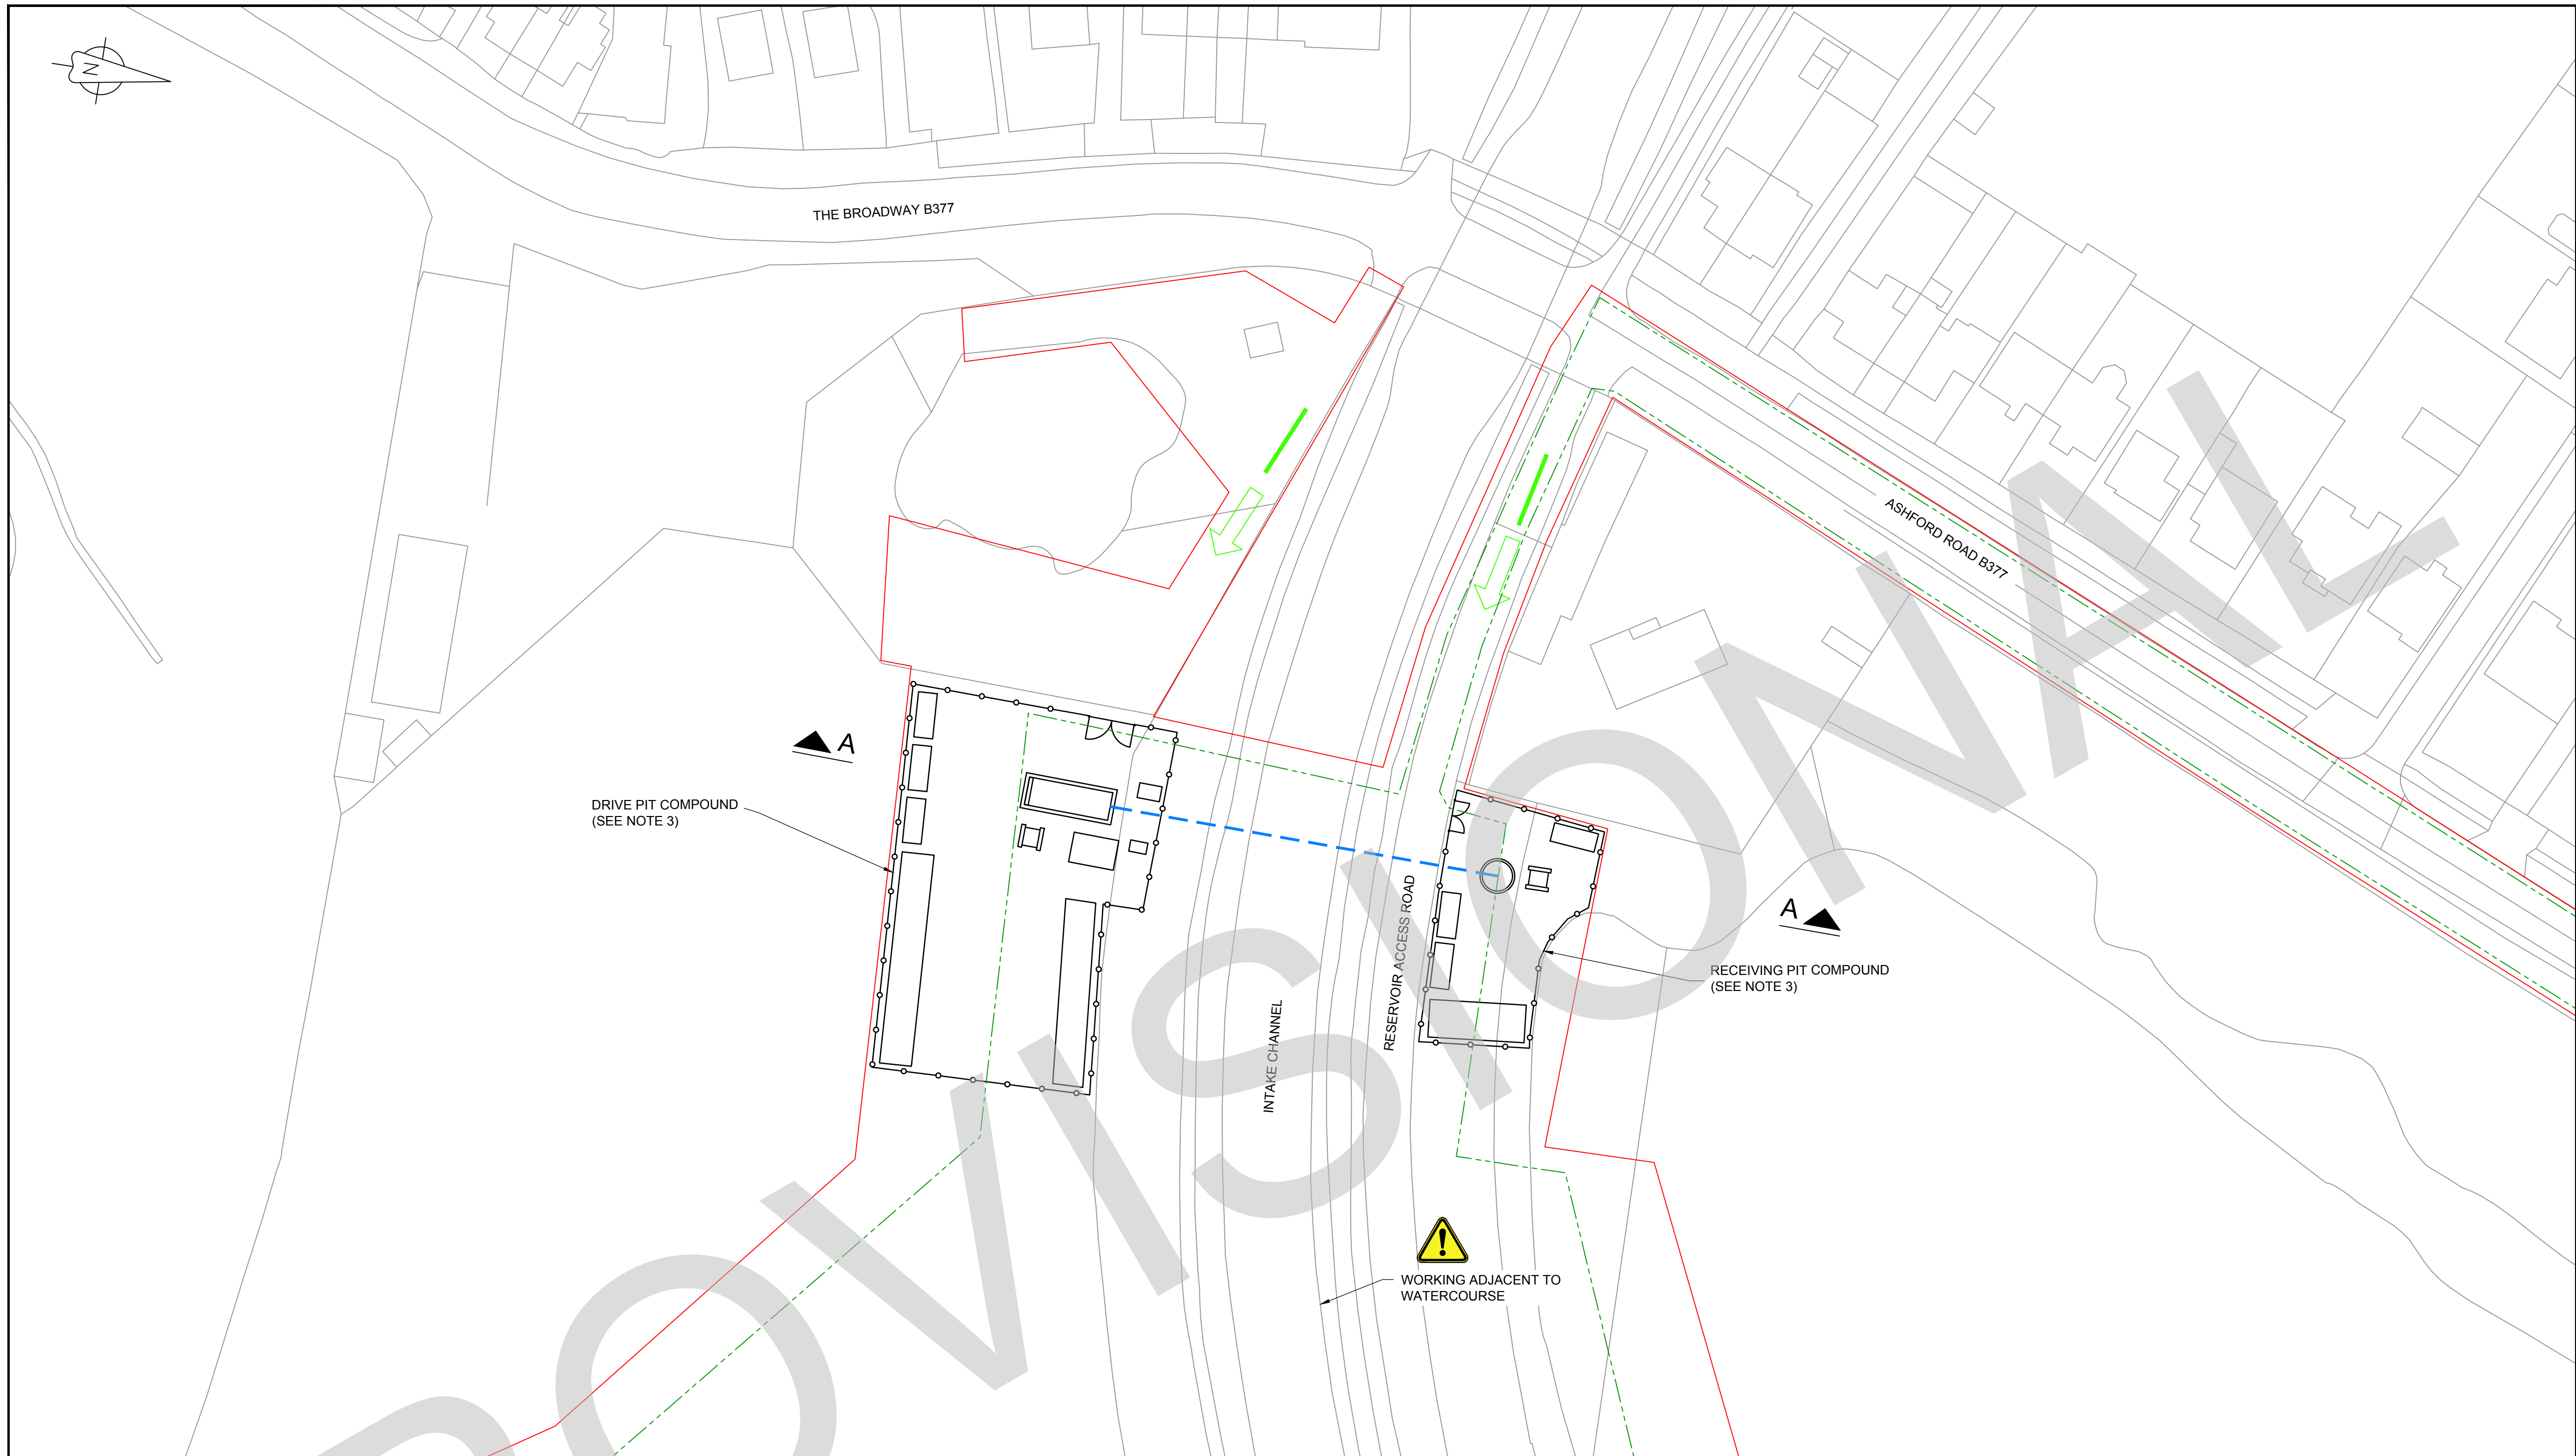 N
THE BROADWAY B377
ASHFORD ROAD B377
A
DRIVE PIT COMPOUND
(SEE NOTE 3)
RESERVOIR ACCESS ROAD
A
RECEIVING PIT COMPOUND
(SEE NOTE 3)
INTAKE CHANNEL
WORKING ADJACENT TO
WATERCOURSE
OVISIONAL